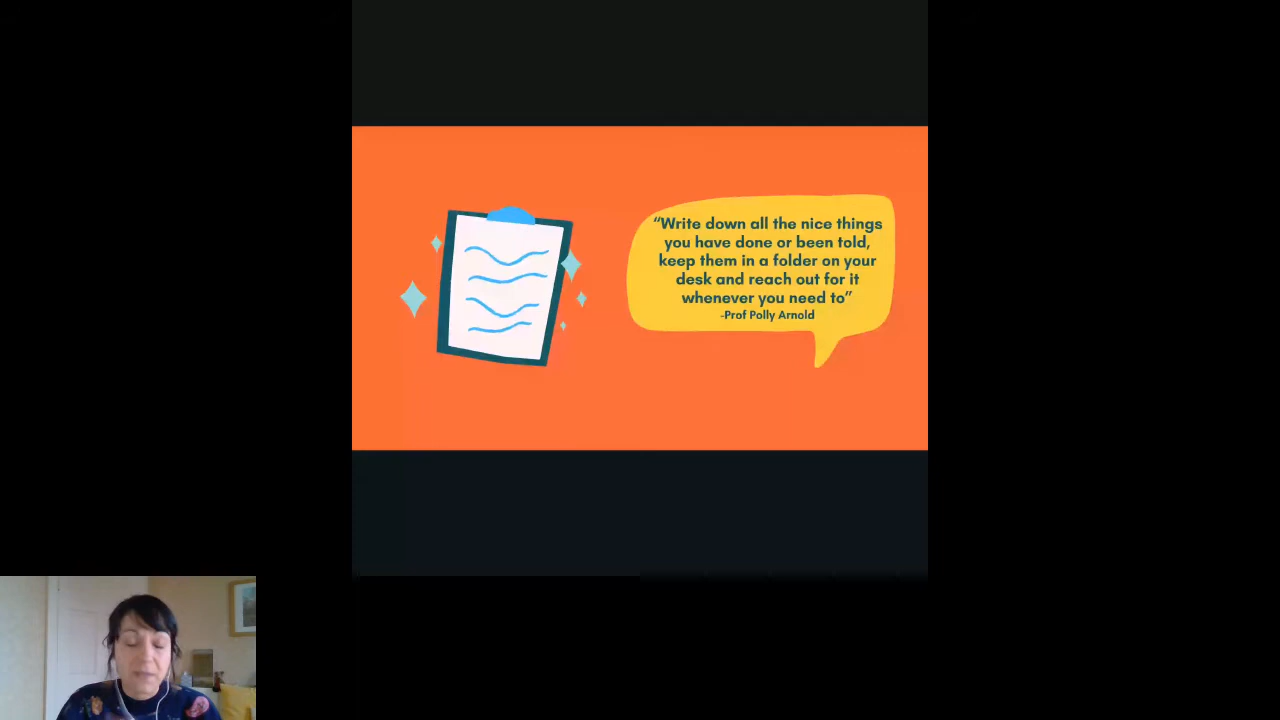 “Write down all the nice things
you have done or been told,
keep them in a folder on your
desk and reach out for it
whenever you need to”
-Prof Polly Arnold